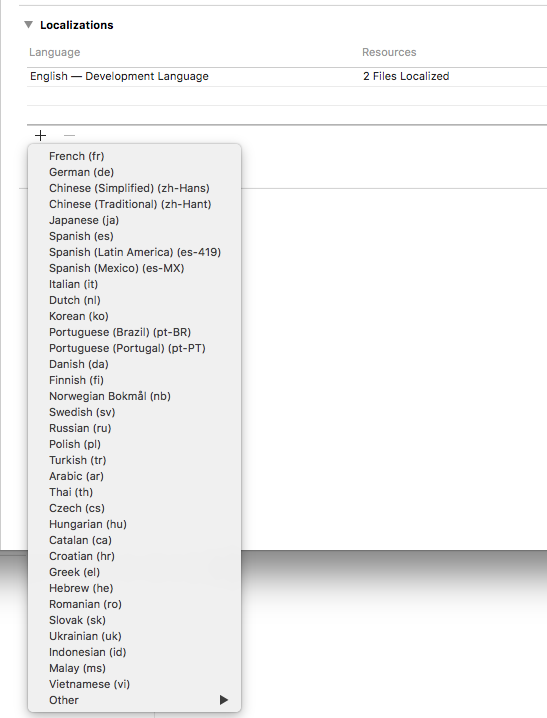 Localizations
Language Resources
English — Development Language 2 Files Localized
French (fr)
German (de)
Chinese (Simplified) (zh-Hans)
Chinese (Traditional) (zh-Hant)
Japanese (ja)
Spanish (es)
Spanish (Latin America) (es-419)
Spanish (Mexico) (es-MX)
Italian (it)
Dutch (nl)
Korean (ko)
Portuguese (Brazil) (pt-BR)
Portuguese (Portugal) (pt-PT)
Danish (da)
Finnish (fi)
Norwegian Bokmål (nb)
Swedish (sv)
Russian (ru)
Polish (pl)
Turkish (tr)
Arabic (ar)
Thai (th)
Czech (cs)
Hungarian (hu)
Catalan (ca)
Croatian (hr)
Greek (el)
Hebrew (he)
Romanian (ro)
Slovak (sk)
Ukrainian (uk)
Indonesian (id)
Malay (ms)
Vietnamese (vi)
Other